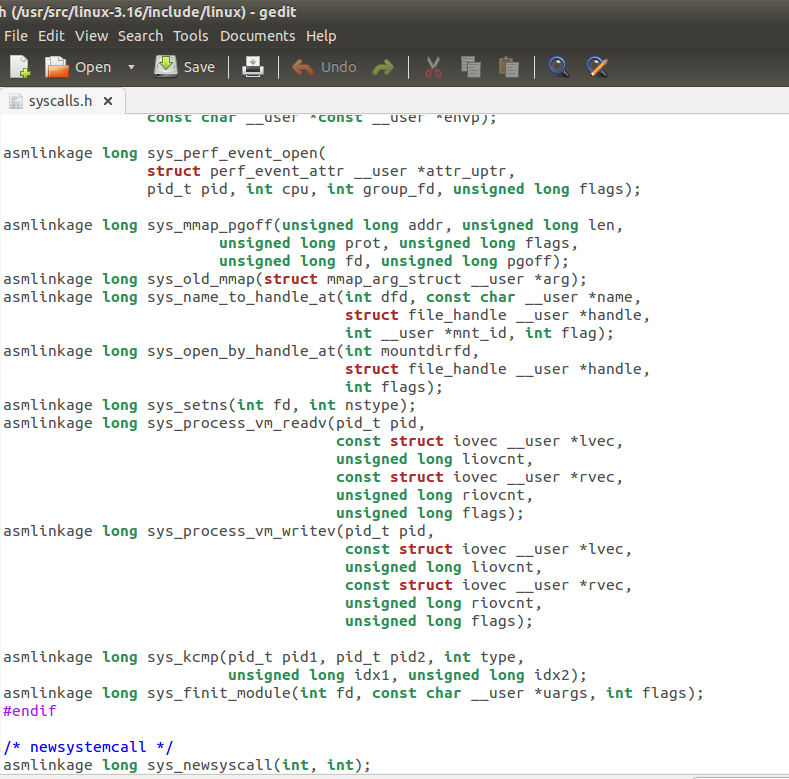 h (/usr/src/linux-3.16/include/linux) - gedit
File Edit View Search Tools Documents Help
Open Save Undo
syscalls.h
const char __user *const __user *envp);
asmlinkage long sys_perf_event_open(
struct perf_event_attr __user *attr_uptr,
pid_t pid, int cpu, int group_fd, unsigned long flags);
asmlinkage long sys_mmap_pgoff(unsigned long addr, unsigned long len,
unsigned long prot, unsigned long flags,
unsigned long fd, unsigned long pgoff);
asmlinkage long sys_old_mmap(struct mmap_arg_struct __user *arg);
asmlinkage long sys_name_to_handle_at(int dfd, const char __user *name,
struct file_handle __user *handle,
int __user *mnt_id, int flag);
asmlinkage long sys_open_by_handle_at(int mountdirfd,
struct file_handle __user *handle,
int flags);
asmlinkage long sys_setns(int fd, int nstype);
asmlinkage long sys_process_vm_readv(pid_t pid,
const struct iovec __user *lvec,
unsigned long liovcnt,
const struct iovec __user *rvec,
unsigned long riovcnt,
unsigned long flags);
asmlinkage long sys_process_vm_writev(pid_t pid,
const struct iovec __user *lvec,
unsigned long liovcnt,
const struct iovec __user *rvec,
unsigned long riovcnt,
unsigned long flags);
asmlinkage long sys_kcmp(pid_t pid1, pid_t pid2, int type,
unsigned long idx1, unsigned long idx2);
asmlinkage long sys_finit_module(int fd, const char __user *uargs, int flags);
#endif
/* newsystemcall */
asmlinkage long sys_newsyscall(int, int);